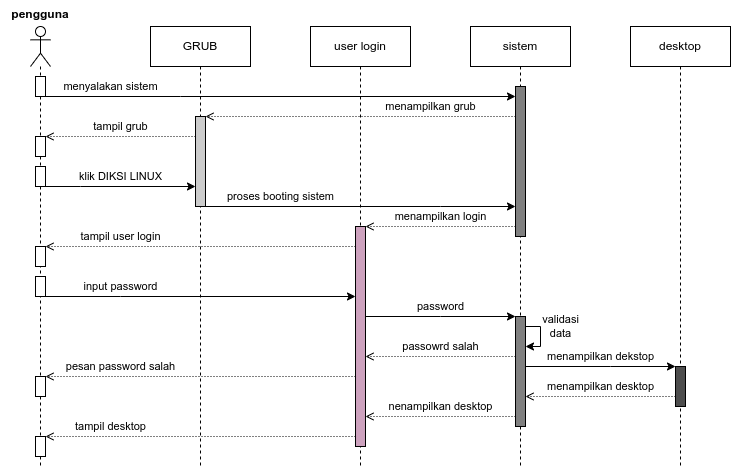 pengguna
GRUB
user login
sistem
desktop
menyalakan sistem
menampilkan grub
tampil grub
klik DIKSI LINUX
proses booting sistem
menampilkan login
tampil user login
input password
password
validasi
data
passowrd salah
menampilkan dekstop
pesan password salah
menampilkan desktop
nenampilkan desktop
tampil desktop